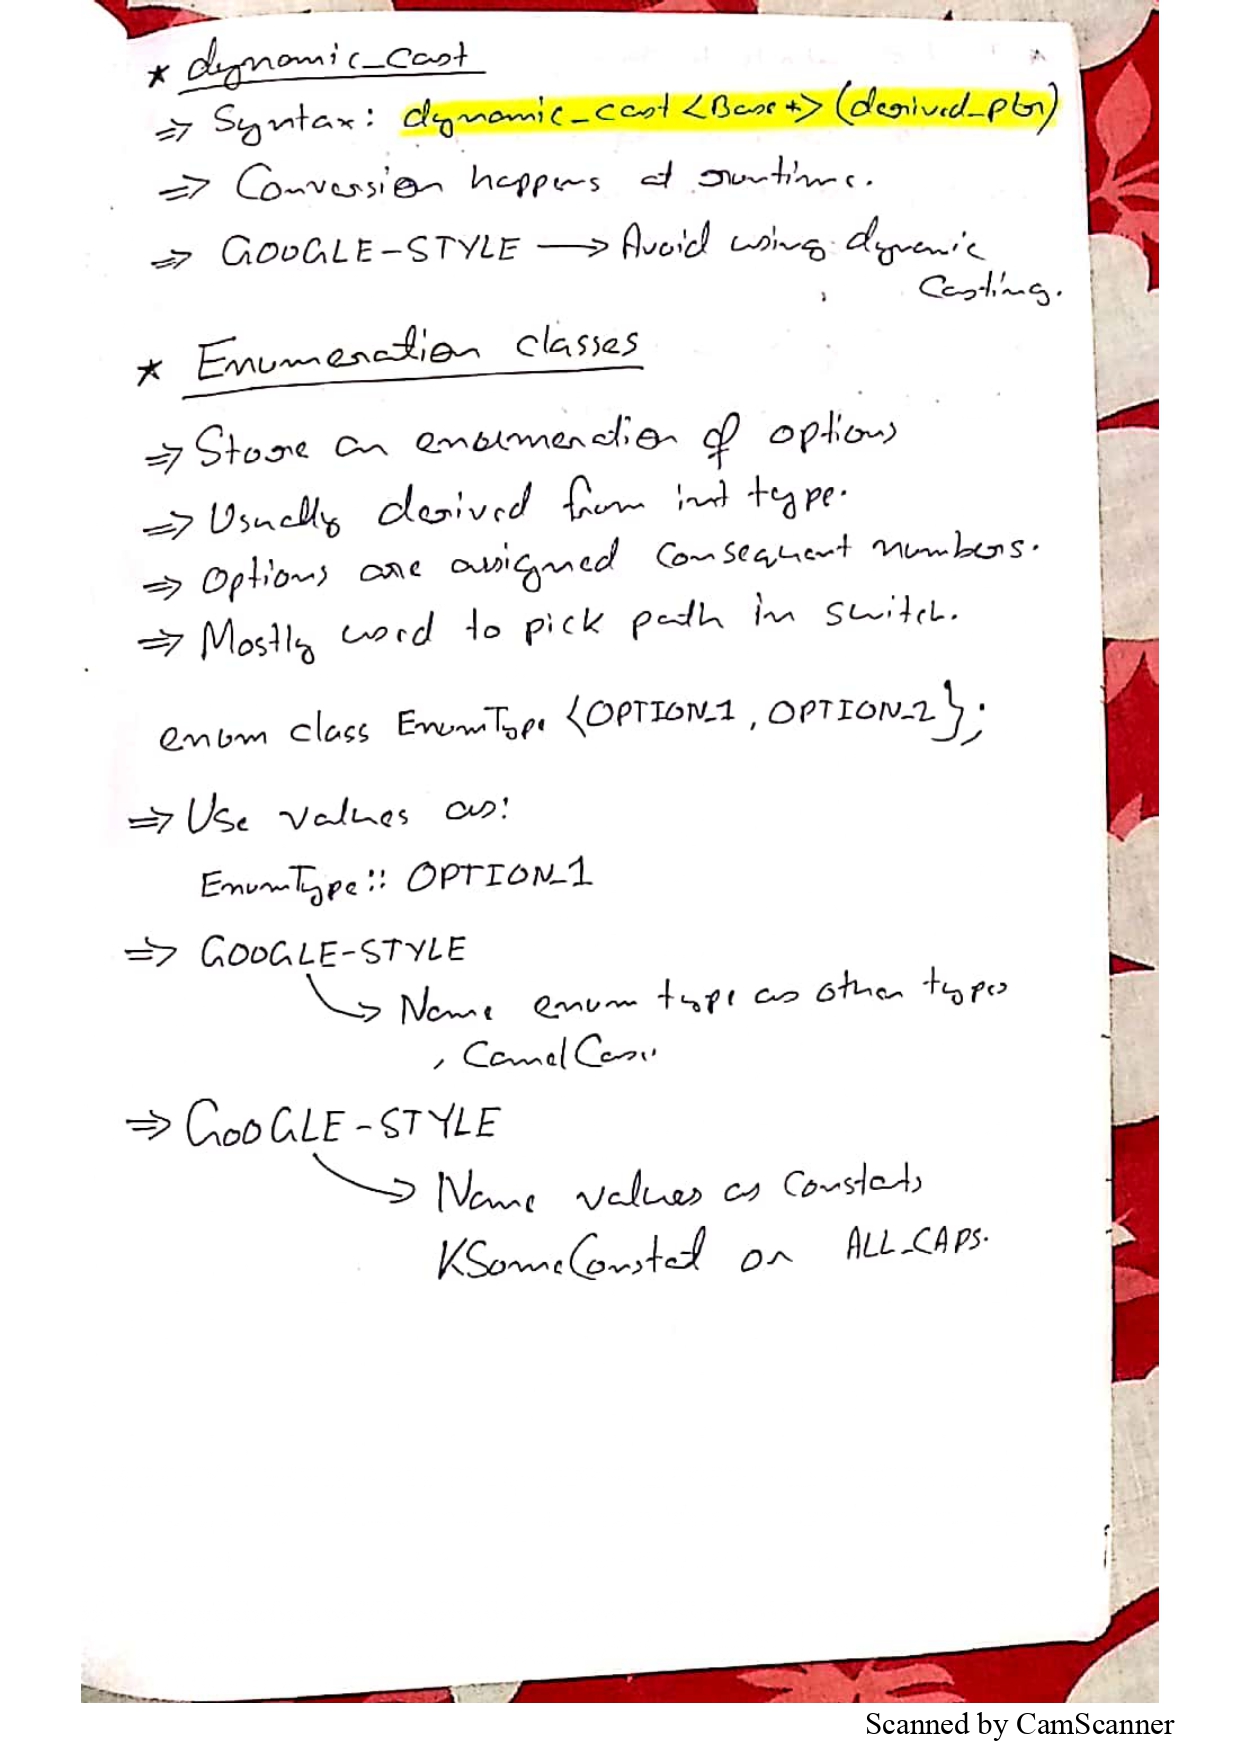 * dynamic_cast
⇒ Syntax: dynamic_cast <Base *> (derived_ptr)
⇒ Conversion happens at runtime.
⇒ GOOGLE-STYLE → Avoid using dynamic
Casting.
* Enumeration classes
⇒ Store an enumeration of options
⇒ Usually derived from int type.
⇒ Options are assigned consequent numbers.
⇒ Mostly used to pick path in switch.
enum class EnumType {OPTION_1, OPTION_2};
⇒ Use values as:
EnumType:: OPTION_1
⇒ GOOGLE-STYLE
→ Name enum type as other types
, CamelCase
⇒ GOOGLE-STYLE
→ Name values as constants
KSomeConstant or ALL_CAPS.
Scanned by CamScanner